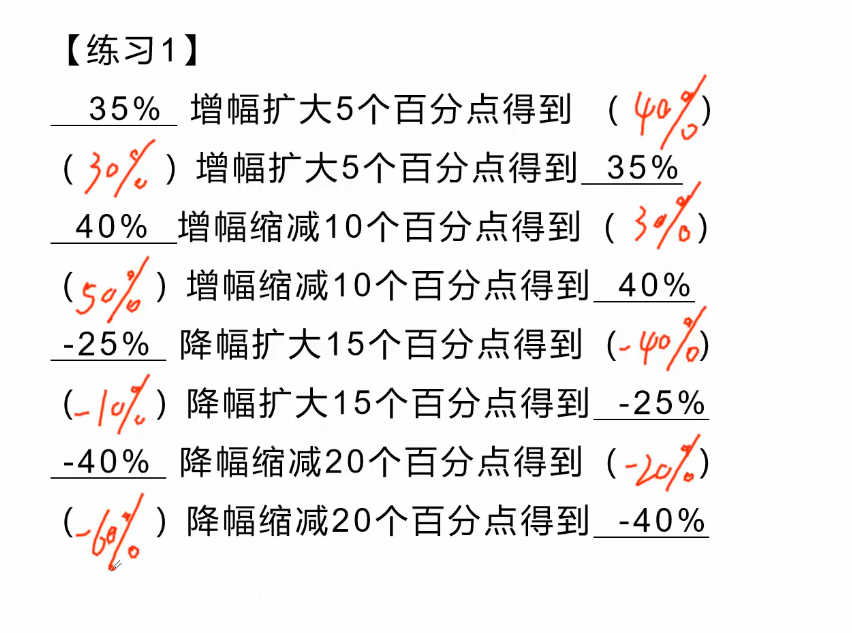 【练习1】
35% 增幅扩大5个百分点得到 (40%)
(30%) 增幅扩大5个百分点得到 35%
40% 增幅缩减10个百分点得到 (30%)
(50%) 增幅缩减10个百分点得到 40%
-25% 降幅扩大15个百分点得到 (-40%)
(-10%) 降幅扩大15个百分点得到 -25%
-40% 降幅缩减20个百分点得到 (-20%)
(-60%) 降幅缩减20个百分点得到 -40%